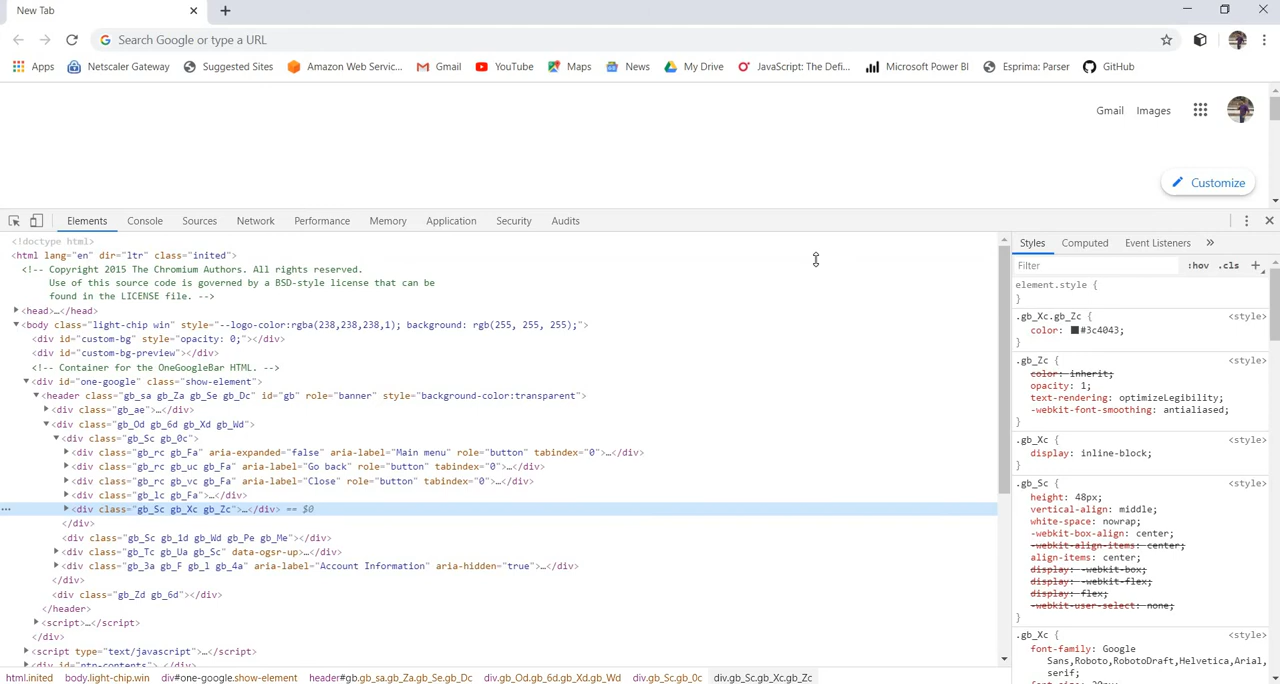 New Tab
Search Google or type a URL
Apps Netscaler Gateway Suggested Sites Amazon Web Servic... Gmail YouTube Maps News My Drive JavaScript: The Defi... Microsoft Power BI Esprima: Parser GitHub
Gmail Images
Customize
Elements Console Sources Network Performance Memory Application Security Audits
<!doctype html>
<html lang="en" dir="ltr" class="inited">
<!-- Copyright 2015 The Chromium Authors. All rights reserved.
Use of this source code is governed by a BSD-style license that can be
found in the LICENSE file. -->
<head>…</head>
<body class="light-chip win" style="--logo-color:rgba(238,238,238,1); background: rgb(255, 255, 255);">
<div id="custom-bg" style="opacity: 0;"></div>
<div id="custom-bg-preview"></div>
<!-- Container for the OneGoogleBar HTML. -->
<div id="one-google" class="show-element">
<header class="gb_sa gb_Za gb_Se gb_Dc" id="gb" role="banner" style="background-color:transparent">
<div class="gb_ae">…</div>
<div class="gb_Od gb_6d gb_Xd gb_Wd">
<div class="gb_Sc gb_0c">
<div class="gb_rc gb_Fa" aria-expanded="false" aria-label="Main menu" role="button" tabindex="0">…</div>
<div class="gb_rc gb_uc gb_Fa" aria-label="Go back" role="button" tabindex="0">…</div>
<div class="gb_rc gb_vc gb_Fa" aria-label="Close" role="button" tabindex="0">…</div>
<div class="gb_lc gb_Fa">…</div>
<div class="gb_Sc gb_Xc gb_Zc">…</div> == $0
</div>
<div class="gb_Sc gb_1d gb_Wd gb_Pe gb_Me"></div>
<div class="gb_Tc gb_Ua gb_Sc" data-ogsr-up>…</div>
<div class="gb_3a gb_F gb_l gb_4a" aria-label="Account Information" aria-hidden="true">…</div>
</div>
<div class="gb_Zd gb_6d"></div>
</header>
<script>…</script>
</div>
<script type="text/javascript">…</script>
<div id="ntp-contents">…</div>
html.inited body.light-chip.win div#one-google.show-element header#gb.gb_sa.gb_Za.gb_Se.gb_Dc div.gb_Od.gb_6d.gb_Xd.gb_Wd div.gb_Sc.gb_0c div.gb_Sc.gb_Xc.gb_Zc
Styles Computed Event Listeners »
Filter :hov .cls +
element.style {
}
.gb_Xc.gb_Zc { <style>
color: #3c4043;
}
.gb_Zc { <style>
color: inherit;
opacity: 1;
text-rendering: optimizeLegibility;
-webkit-font-smoothing: antialiased;
}
.gb_Xc { <style>
display: inline-block;
}
.gb_Sc { <style>
height: 48px;
vertical-align: middle;
white-space: nowrap;
-webkit-box-align: center;
-webkit-align-items: center;
align-items: center;
display: -webkit-box;
display: -webkit-flex;
display: flex;
-webkit-user-select: none;
}
.gb_Xc { <style>
font-family: Google
Sans,Roboto,RobotoDraft,Helvetica,Arial,
serif;